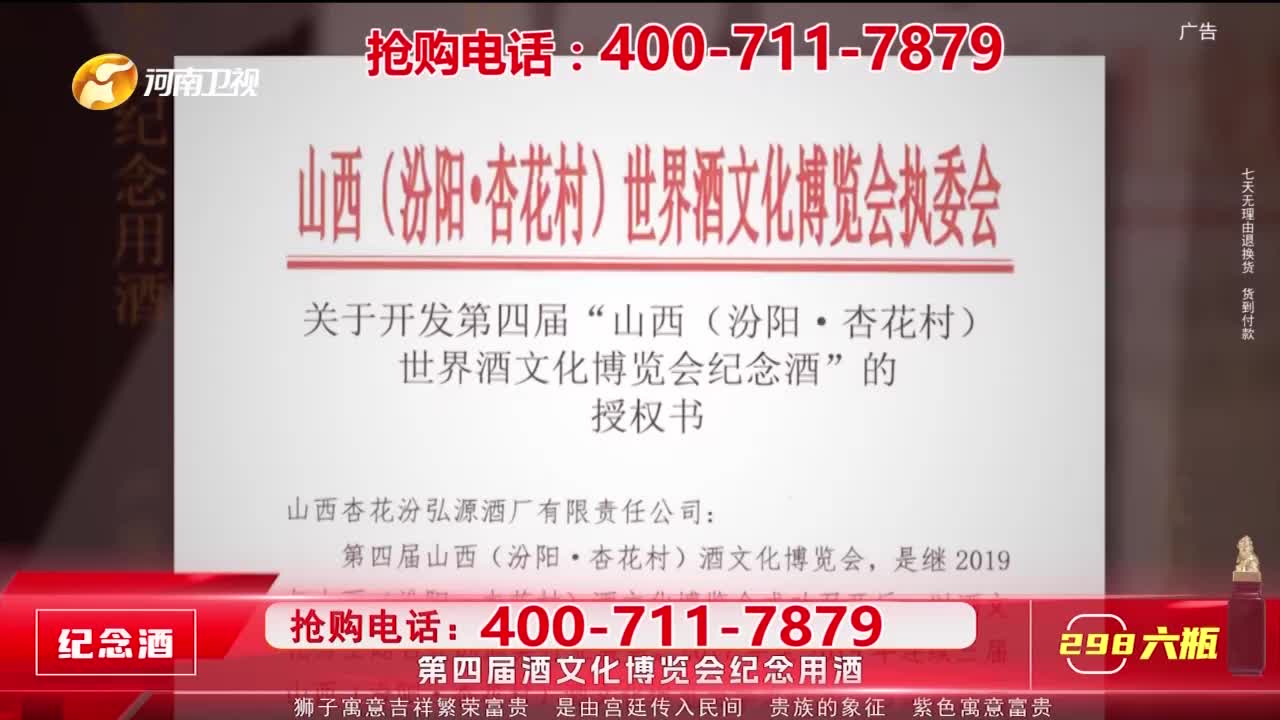 抢购电话：400-711-7879
广告
河南卫视
纪念用酒
山西（汾阳·杏花村）世界酒文化博览会执委会
七天无理由退换货 货到付款
关于开发第四届“山西（汾阳·杏花村）
世界酒文化博览会纪念酒”的
授权书
山西杏花汾弘源酒厂有限责任公司：
第四届山西（汾阳·杏花村）酒文化博览会，是继2019
纪念酒
抢购电话：400-711-7879
298六瓶
第四届酒文化博览会纪念用酒
狮子寓意吉祥繁荣富贵 是由宫廷传入民间 贵族的象征 紫色寓意富贵